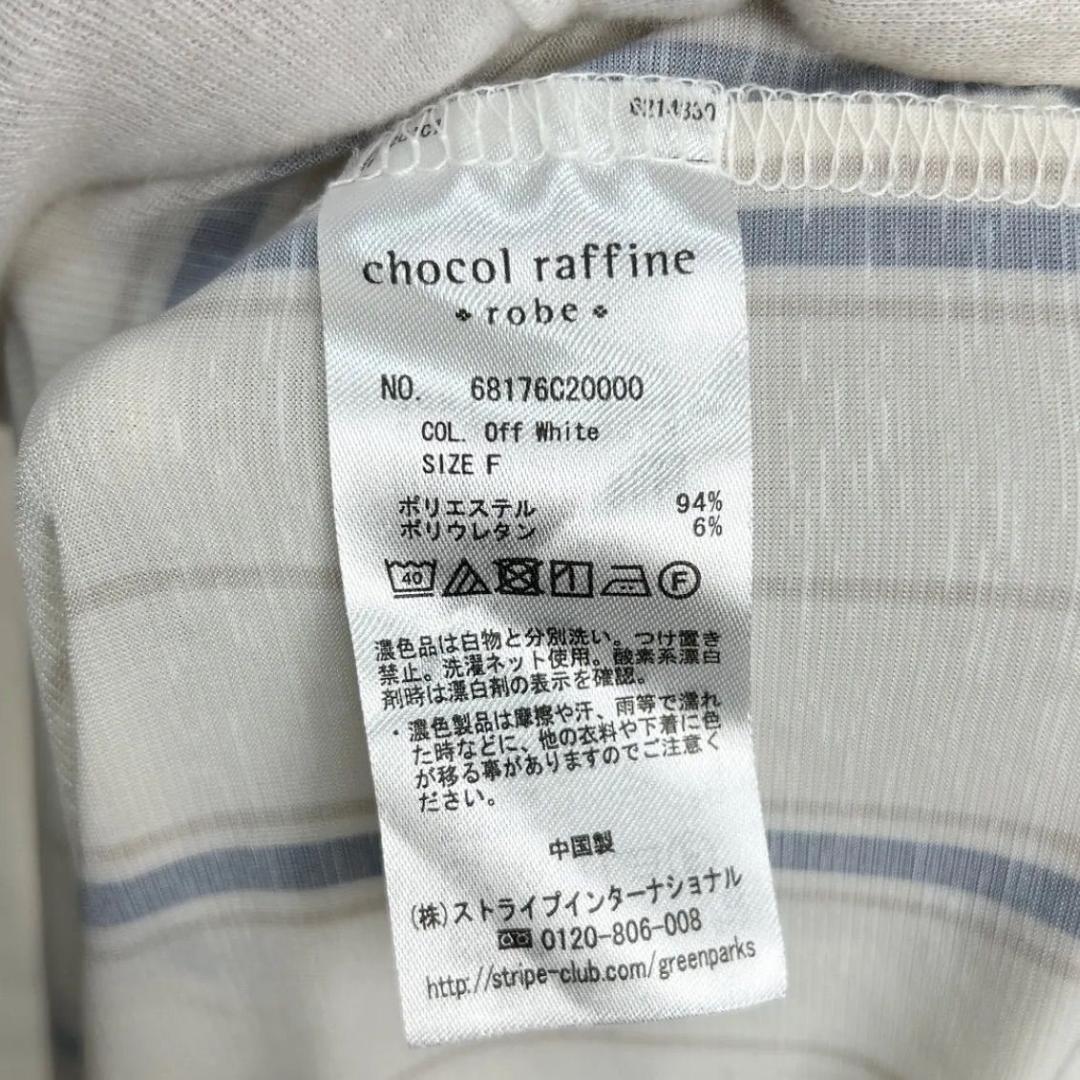 chocol raffine
robe
NO. 68176C20000
COL. Off White
SIZE F
ポリエステル 94%
ポリウレタン 6%
40
F
濃色品は白物と分別洗い。つけ置き
禁止。洗濯ネット使用。酸素系漂白
剤時は漂白剤の表示を確認。
・濃色製品は摩擦や汗、雨等で濡れ
た時などに、他の衣料や下着に色
が移る事がありますのでご注意く
ださい。
中国製
(株)ストライプインターナショナル
0120-806-008
http://stripe-club.com/greenparks